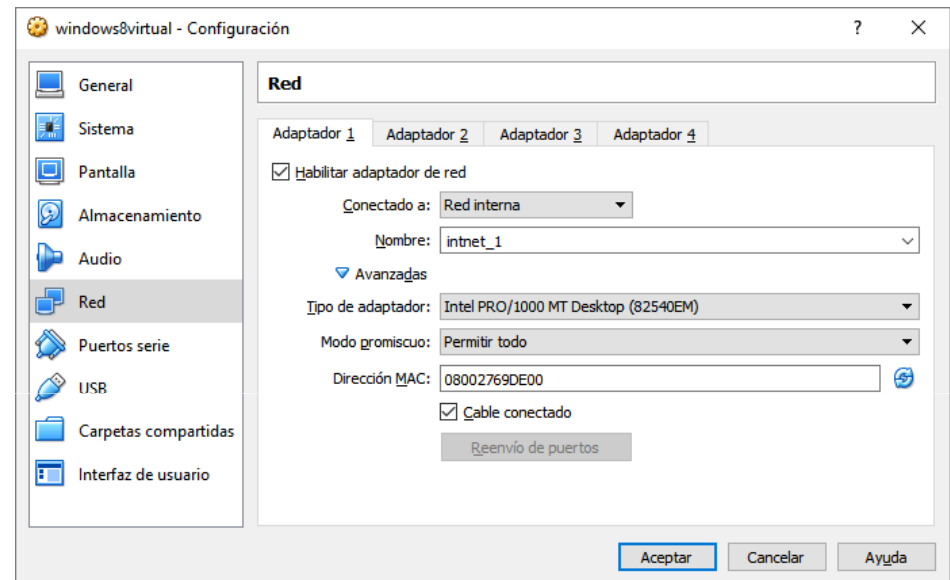 windows8virtual - Configuración
?
General
Sistema
Pantalla
Almacenamiento
Audio
Red
Puertos serie
USB
Carpetas compartidas
Interfaz de usuario
Red
Adaptador 1 Adaptador 2 Adaptador 3 Adaptador 4
Habilitar adaptador de red
Conectado a: Red interna
Nombre: intnet_1
Avanzadas
Tipo de adaptador: Intel PRO/1000 MT Desktop (82540EM)
Modo promiscuo: Permitir todo
Dirección MAC: 08002769DE00
Cable conectado
Reenvío de puertos
Aceptar Cancelar Ayuda